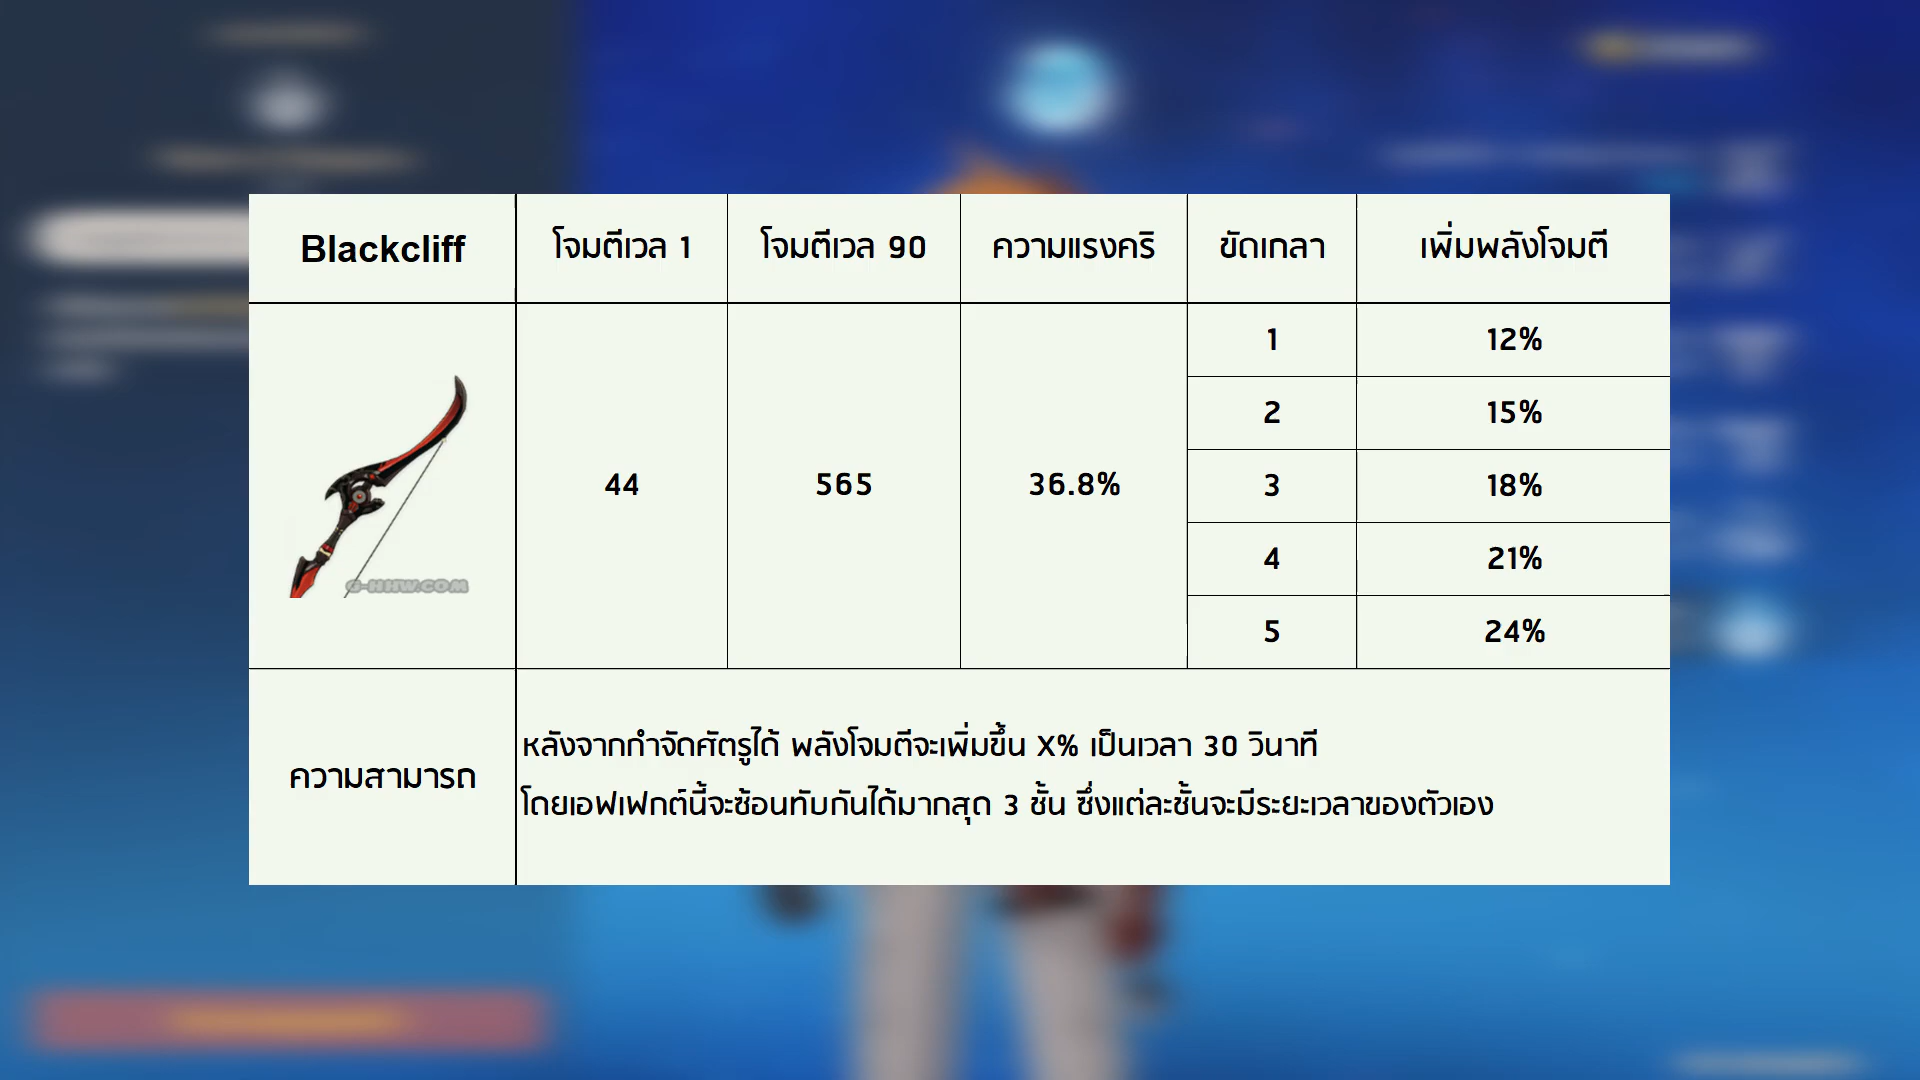 Blackcliff โจมตีเวล 1 โจมตีเวล 90 ความแรงคริ ขัดเกลา เพิ่มพลังโจมตี
1 12%
2 15%
44 565 36.8% 3 18%
4 21%
5 24%
G-HHW.COM
ความสามารถ
หลังจากกำจัดศัตรูได้ พลังโจมตีจะเพิ่มขึ้น X% เป็นเวลา 30 วินาที
โดยเอฟเฟกต์นี้จะซ้อนทับกันได้มากสุด 3 ชั้น ซึ่งแต่ละชั้นจะมีระยะเวลาของตัวเอง